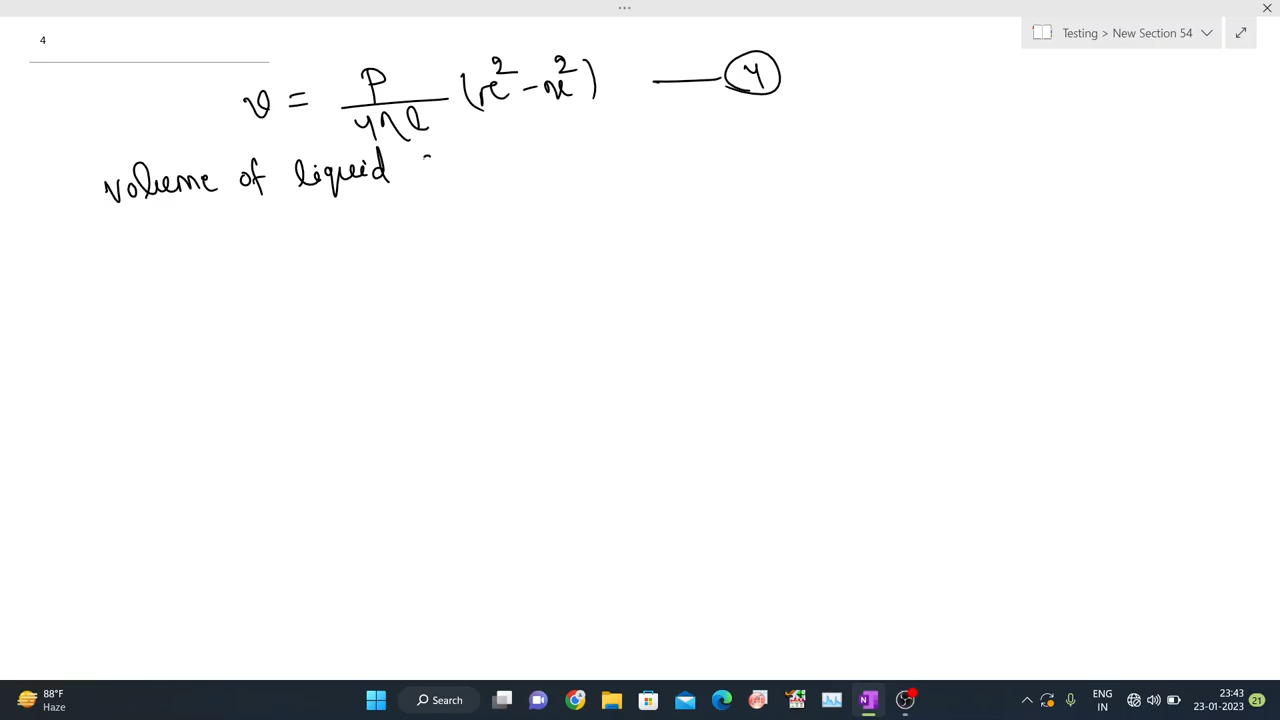 ...
4
Testing > New Section 54
v = P/4ηl (r² - x²) —— 4
volume of liquid
88°F
Haze
Search
ENG
IN
23:43
23-01-2023
21